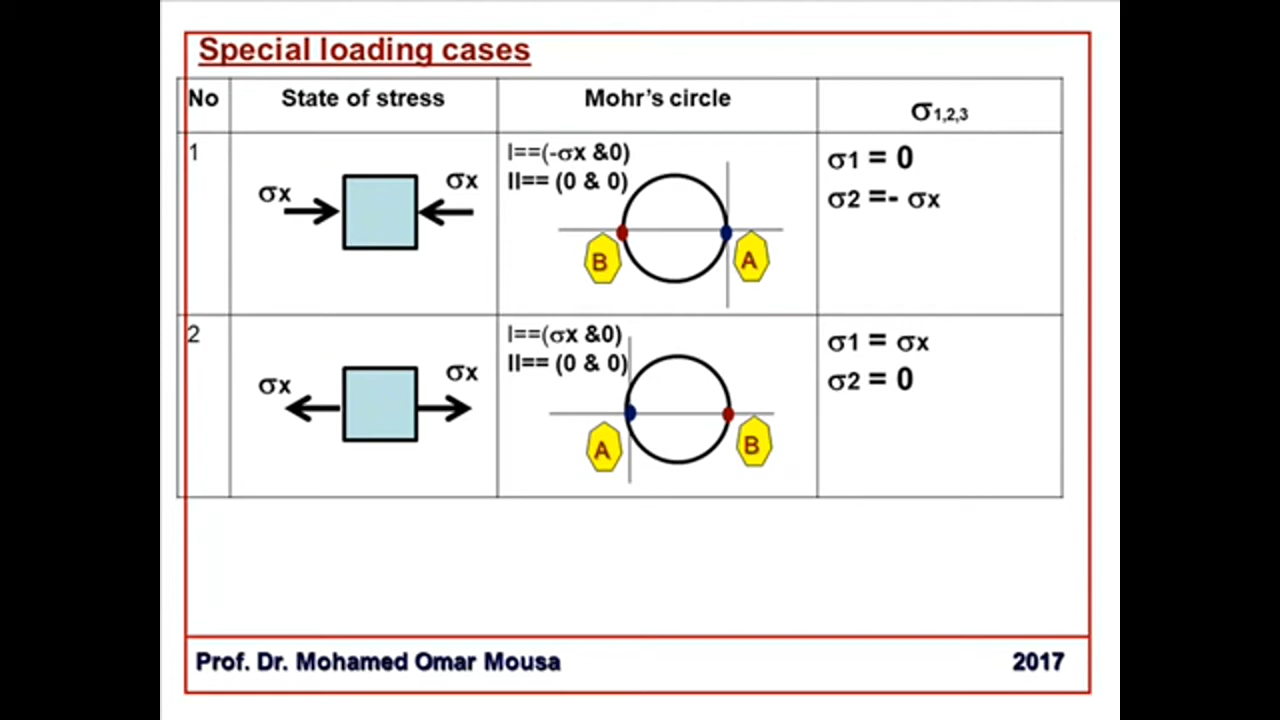 Special loading cases
No
State of stress
Mohr's circle
σ1,2,3
1
σx
σx
I==(-σx &0)
II== (0 & 0)
B
A
σ1 = 0
σ2 =- σx
2
σx
σx
I==(σx &0)
II== (0 & 0)
A
B
σ1 = σx
σ2 = 0
Prof. Dr. Mohamed Omar Mousa
2017